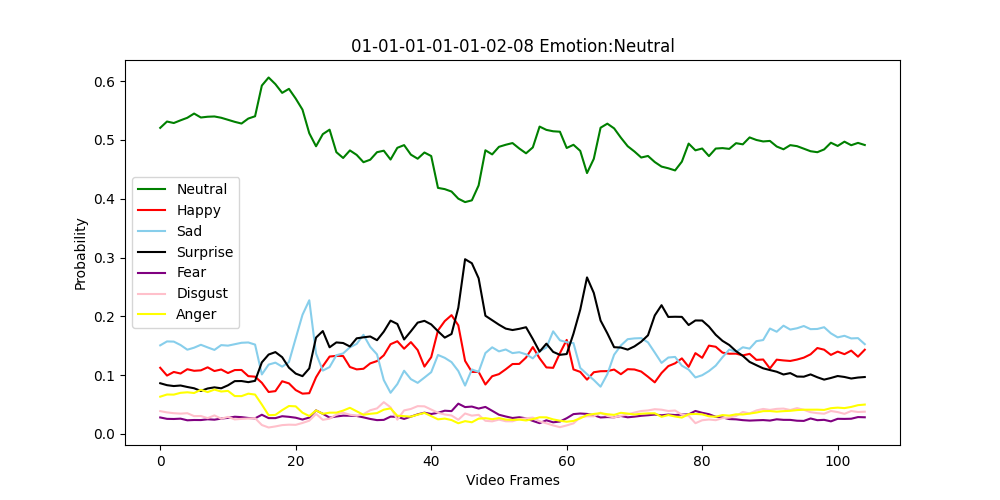 01-01-01-01-01-02-08 Emotion:Neutral
Probability
0.6
0.5
0.4
0.3
0.2
0.1
0.0
Neutral
Happy
Sad
Surprise
Fear
Disgust
Anger
0 20 40 60 80 100
Video Frames